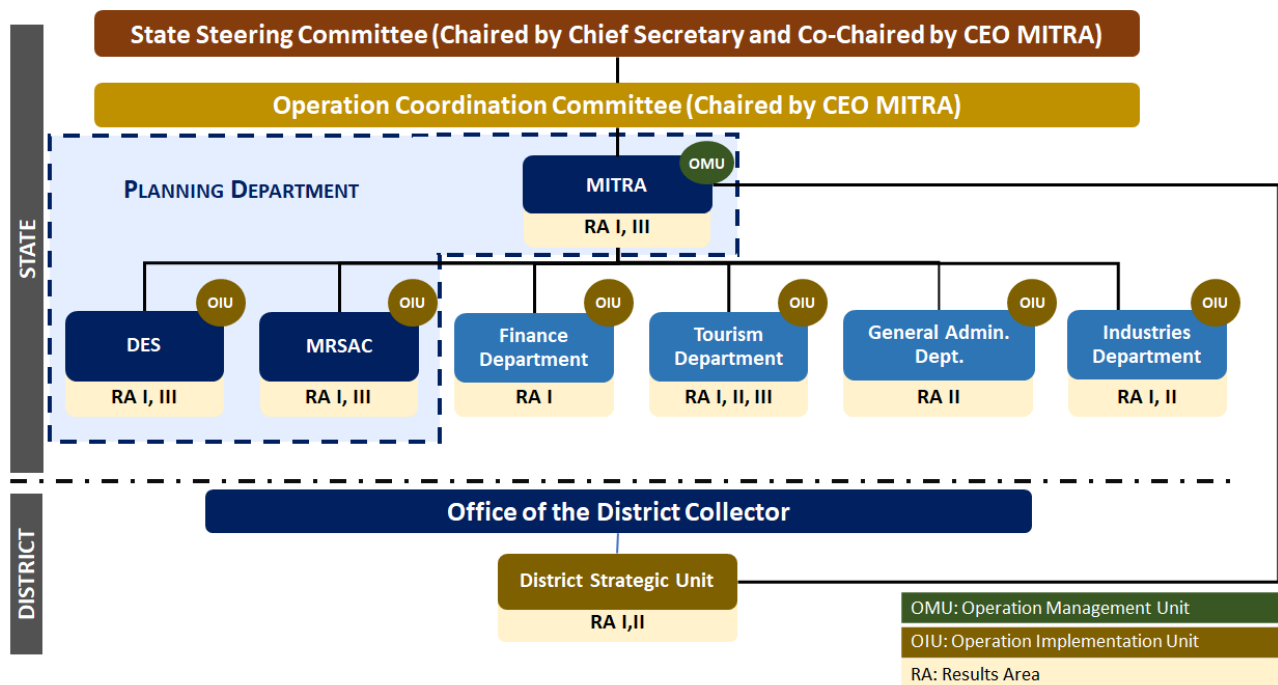 State Steering Committee (Chaired by Chief Secretary and Co-Chaired by CEO MITRA)
Operation Coordination Committee (Chaired by CEO MITRA)
STATE
PLANNING DEPARTMENT
OMU
MITRA
RA I, III
OIU
DES
RA I, III
OIU
MRSAC
RA I, III
OIU
Finance
Department
RA I
OIU
Tourism
Department
RA I, II, III
OIU
General Admin.
Dept.
RA II
OIU
Industries
Department
RA I, II
DISTRICT
Office of the District Collector
District Strategic Unit
RA I,II
OMU: Operation Management Unit
OIU: Operation Implementation Unit
RA: Results Area